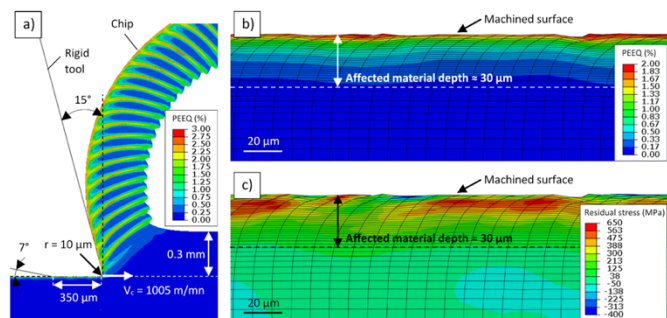 a)
Chip
Rigid
tool
15°
PEEQ (%)
3.00
2.75
2.50
2.25
2.00
1.75
1.50
1.25
1.00
0.75
0.50
0.25
0.00
7°
r = 10 µm
0.3 mm
350 µm
Vc = 1005 m/mn
b)
Machined surface
Affected material depth ≈ 30 µm
20 µm
PEEQ (%)
2.00
1.83
1.67
1.50
1.33
1.17
1.00
0.83
0.67
0.50
0.33
0.17
0.00
c)
Machined surface
Affected material depth ≈ 30 µm
20 µm
Residual stress (MPa)
650
563
475
388
300
213
125
38
-50
-138
-225
-313
-400